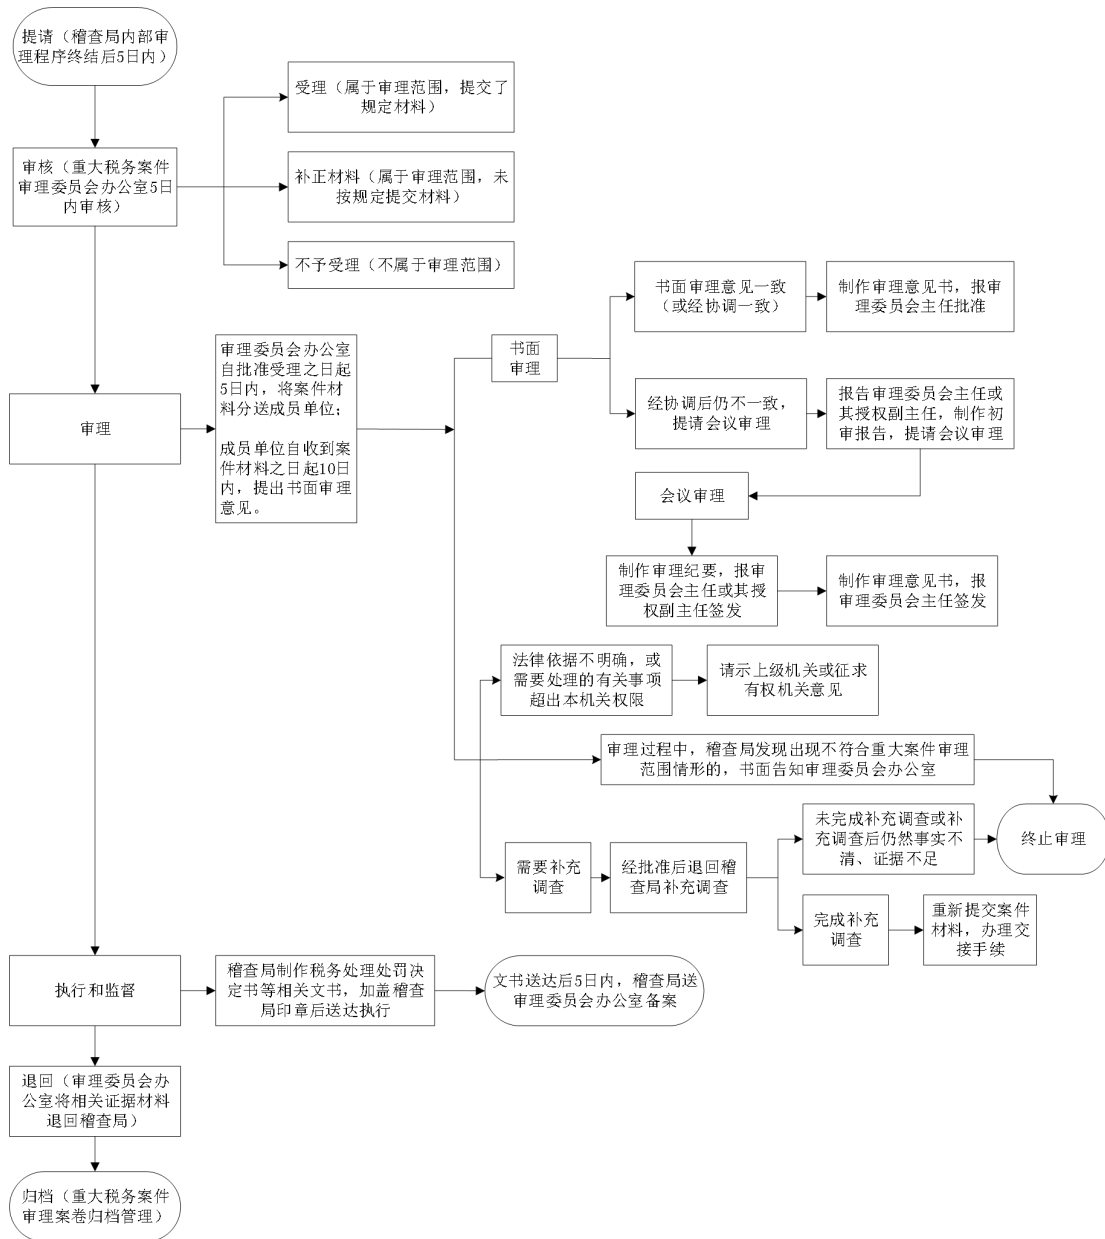 提请（稽查局内部审
理程序终结后5日内）
受理（属于审理范围，提交了
规定材料）
审核（重大税务案件
审理委员会办公室5日
内审核）
补正材料（属于审理范围，未
按规定提交材料）
不予受理（不属于审理范围）
审理
审理委员会办公室
自批准受理之日起
5日内，将案件材
料分送成员单位；
成员单位自收到案
件材料之日起10日
内，提出书面审理
意见。
书面
审理
书面审理意见一致
（或经协调一致）
制作审理意见书，报审
理委员会主任批准
经协调后仍不一致，
提请会议审理
报告审理委员会主任或
其授权副主任，制作初
审报告，提请会议审理
会议审理
制作审理纪要，报审
理委员会主任或其授
权副主任签发
制作审理意见书，报
审理委员会主任签发
法律依据不明确，或
需要处理的有关事项
超出本机关权限
请示上级机关或征求
有权机关意见
审理过程中，稽查局发现出现不符合重大案件审理
范围情形的，书面告知审理委员会办公室
终止审理
需要补充
调查
经批准后退回稽
查局补充调查
未完成补充调查或补
充调查后仍然事实不
清、证据不足
完成补充
调查
重新提交案件
材料，办理交
接手续
执行和监督
稽查局制作税务处理处罚决
定书等相关文书，加盖稽查
局印章后送达执行
文书送达后5日内，稽查局送
审理委员会办公室备案
退回（审理委员会办
公室将相关证据材料
退回稽查局）
归档（重大税务案件
审理案卷归档管理）